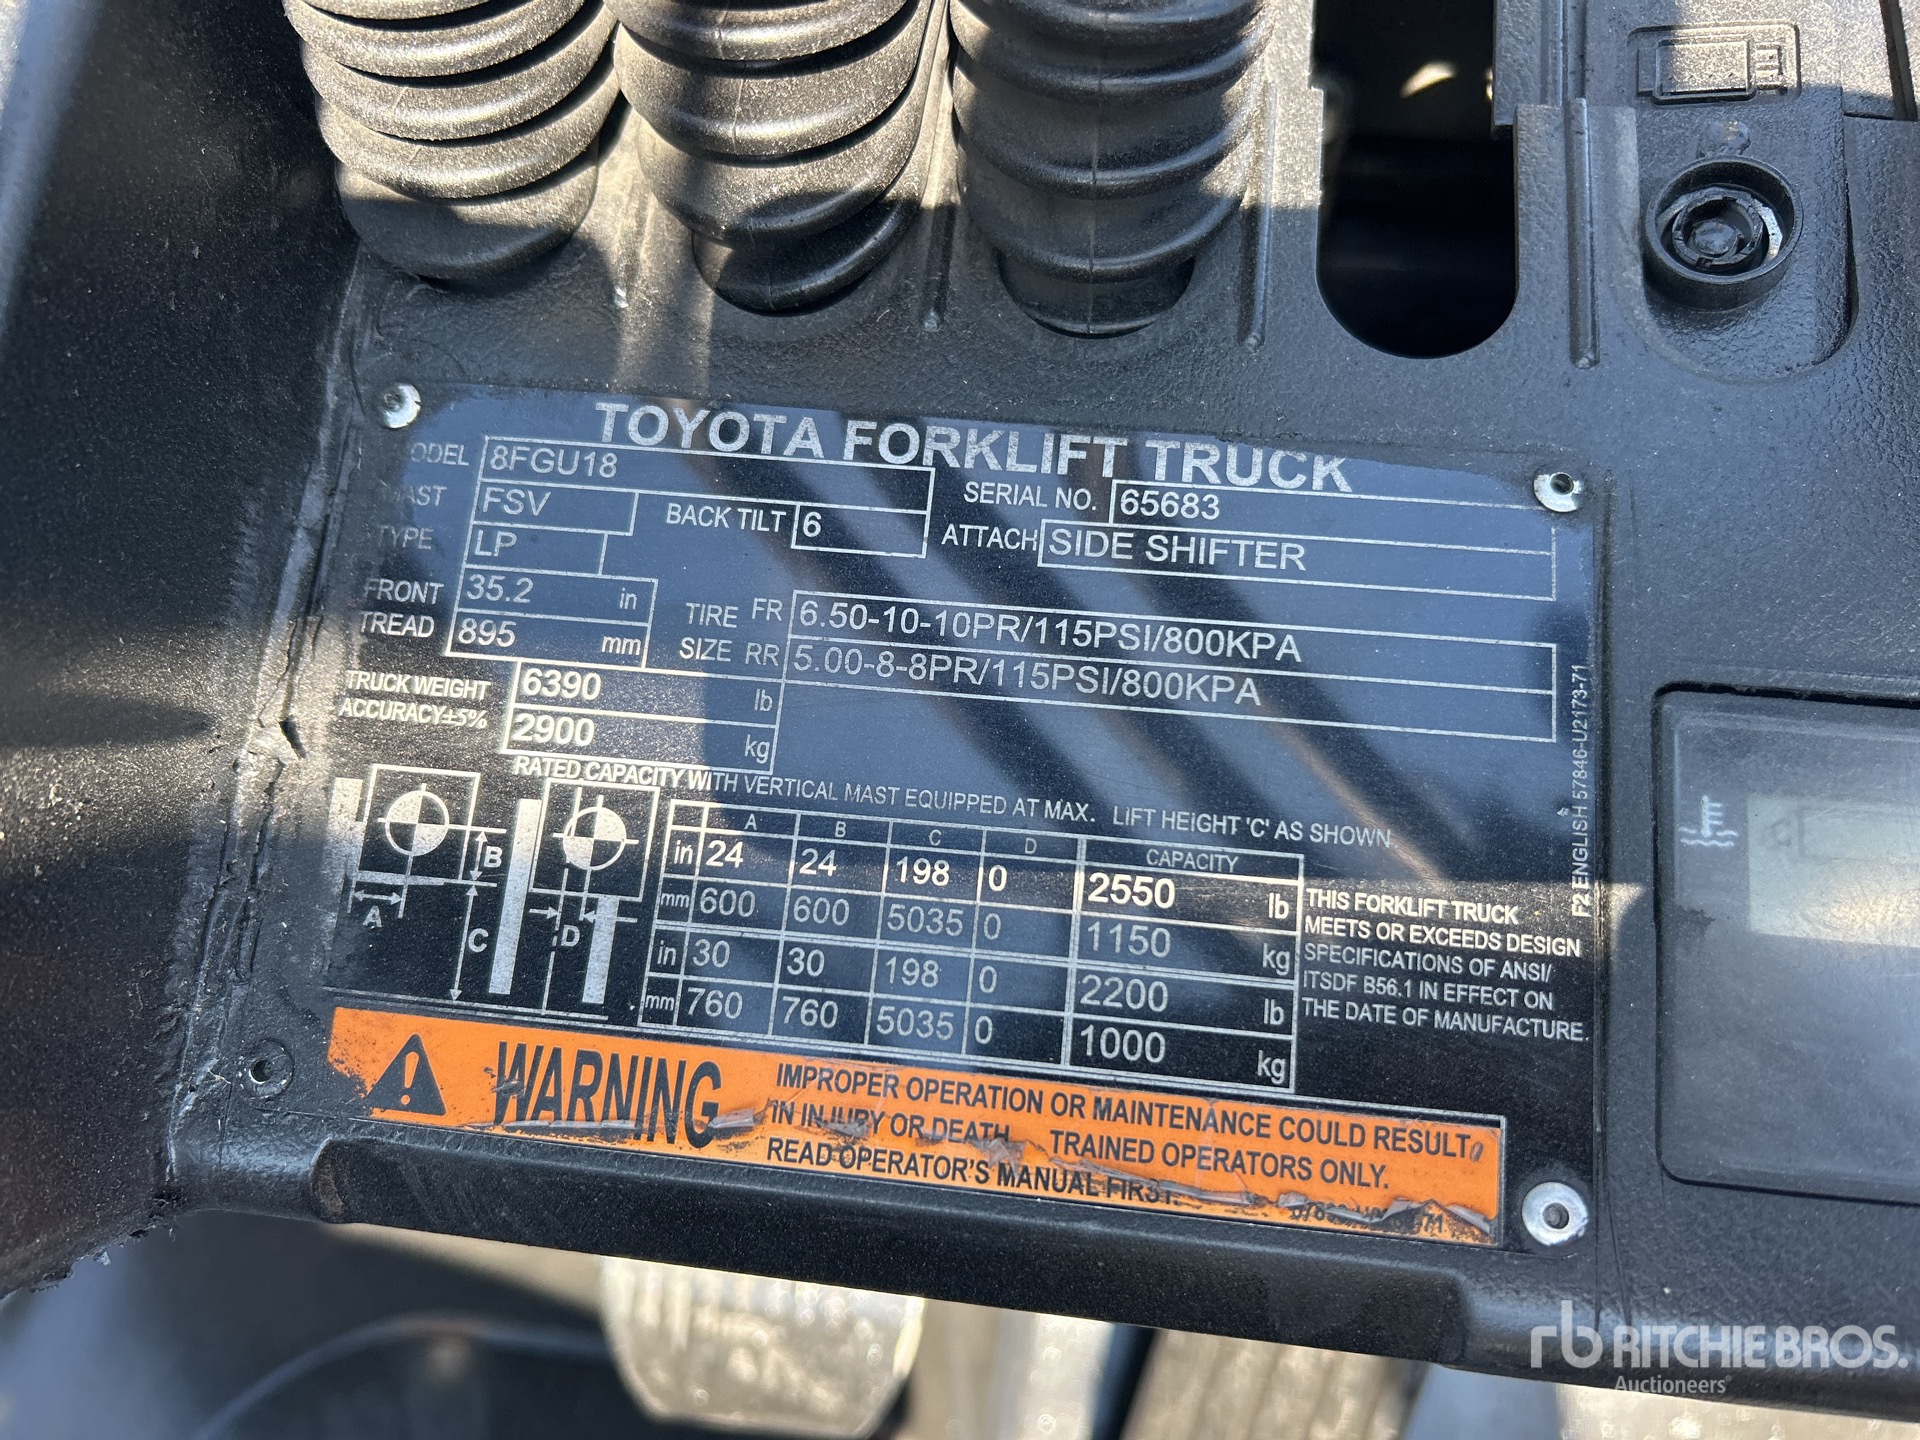 TOYOTA FORKLIFT TRUCK
MODEL 8FGU18 SERIAL NO. 65683
MAST FSV BACK TILT 6 ATTACH SIDE SHIFTER
TYPE LP
FRONT TREAD 35.2 in
895 mm
TIRE SIZE FR 6.50-10-10PR/115PSI/800KPA
RR 5.00-8-8PR/115PSI/800KPA
TRUCK WEIGHT 6390 lb
ACCURACY±5% 2900 kg
RATED CAPACITY WITH VERTICAL MAST EQUIPPED AT MAX. LIFT HEIGHT 'C' AS SHOWN
A B C D CAPACITY
in 24 24 198 0 2550 lb
mm 600 600 5035 0 1150 kg
in 30 30 198 0 2200 lb
mm 760 760 5035 0 1000 kg
A B C D
THIS FORKLIFT TRUCK
MEETS OR EXCEEDS DESIGN
SPECIFICATIONS OF ANSI/
ITSDF B56.1 IN EFFECT ON
THE DATE OF MANUFACTURE.
F2 ENGLISH 57846-U2173-71
WARNING
IMPROPER OPERATION OR MAINTENANCE COULD RESULT
IN INJURY OR DEATH. TRAINED OPERATORS ONLY.
READ OPERATOR'S MANUAL FIRST.
rb RITCHIE BROS.
Auctioneers